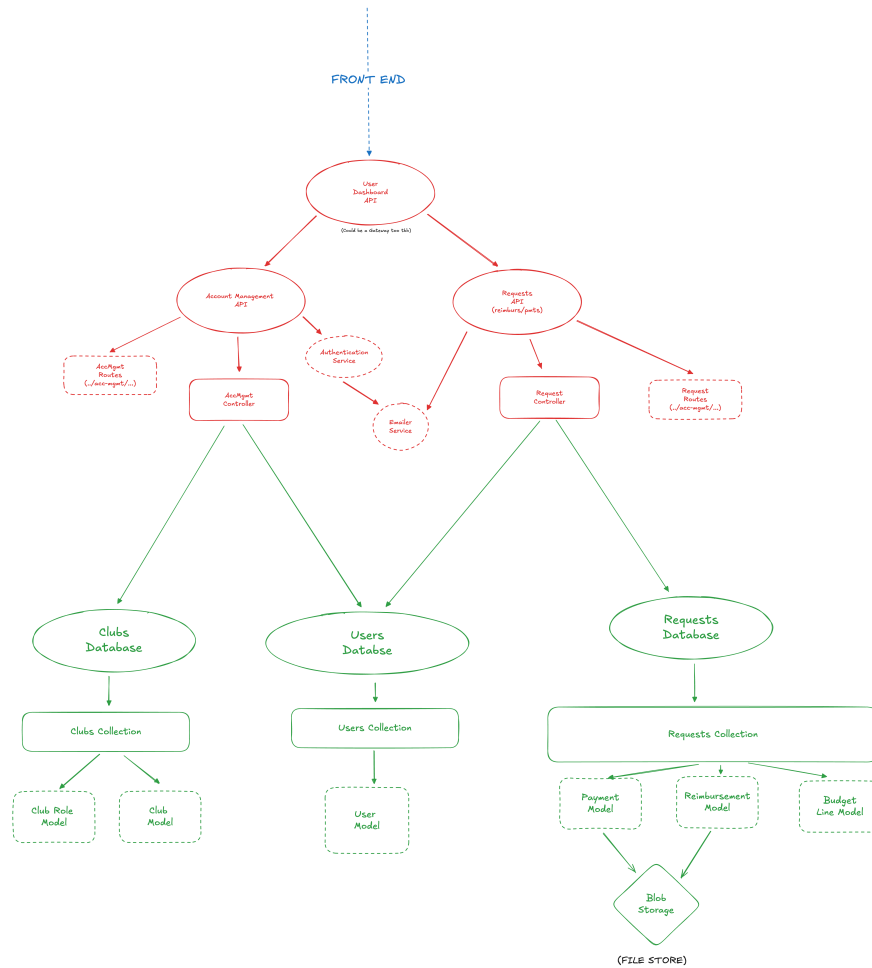 FRONT END
User
Dashboard
API
(Could be a Gateway too tbh)
Account Management
API
Requests
API
(reimburs/pmts)
AccMgmt
Routes
(../acc-mgmt/...)
Authentication
Service
AccMgmt
Controller
Emailer
Service
Request
Controller
Request
Routes
(../acc-mgmt/...)
Clubs
Database
Users
Databse
Requests
Database
Clubs Collection
Users Collection
Requests Collection
Club Role
Model
Club
Model
User
Model
Payment
Model
Reimbursement
Model
Budget
Line Model
Blob
Storage
(FILE STORE)